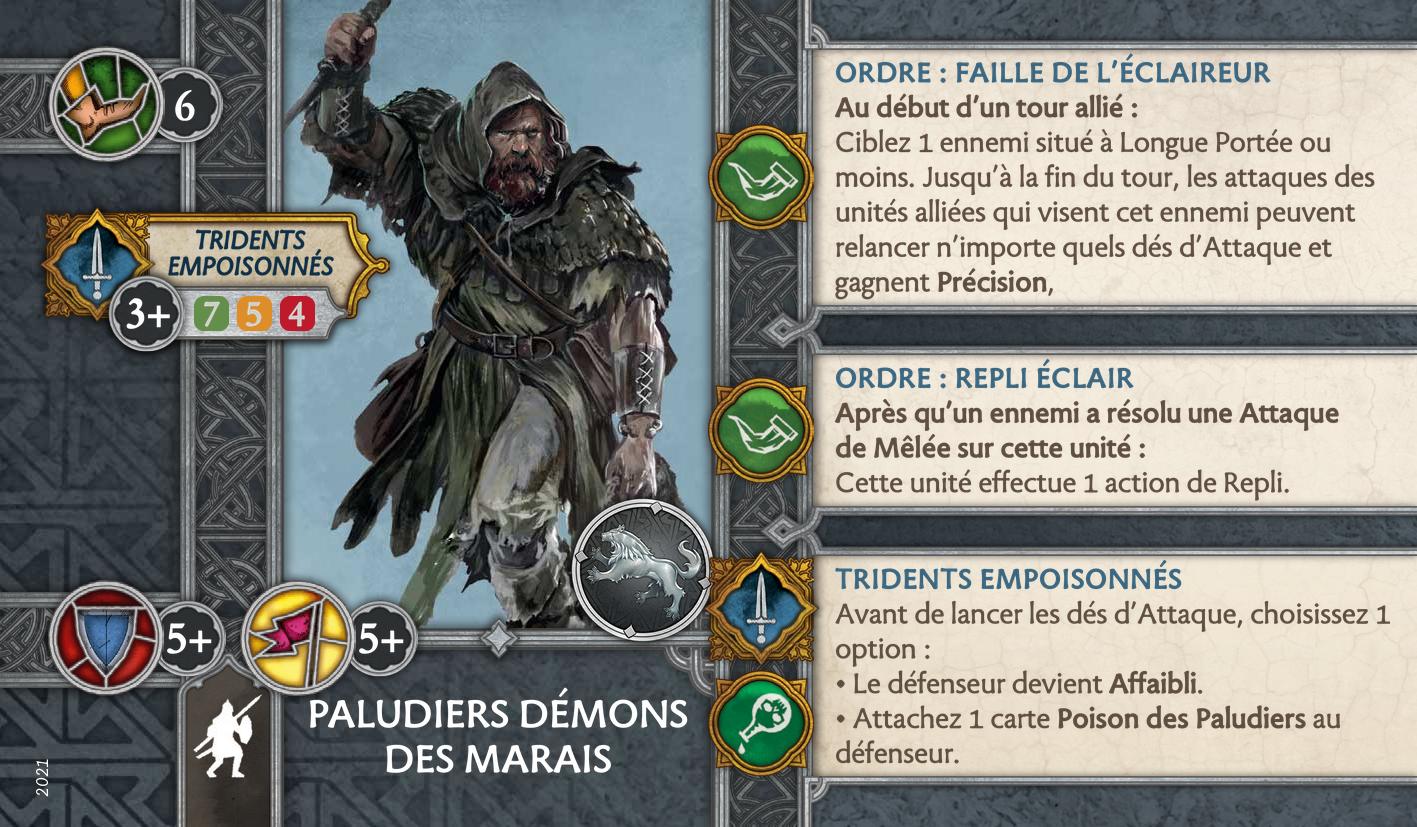 6
TRIDENTS
EMPOISONNÉS
3+ 7 5 4
5+ 5+
PALUDIERS DÉMONS
DES MARAIS
2021
ORDRE : FAILLE DE L'ÉCLAIREUR
Au début d'un tour allié :
Ciblez 1 ennemi situé à Longue Portée ou
moins. Jusqu'à la fin du tour, les attaques des
unités alliées qui visent cet ennemi peuvent
relancer n'importe quels dés d'Attaque et
gagnent Précision,
ORDRE : REPLI ÉCLAIR
Après qu'un ennemi a résolu une Attaque
de Mêlée sur cette unité :
Cette unité effectue 1 action de Repli.
TRIDENTS EMPOISONNÉS
Avant de lancer les dés d'Attaque, choisissez 1
option :
• Le défenseur devient Affaibli.
• Attachez 1 carte Poison des Paludiers au
défenseur.